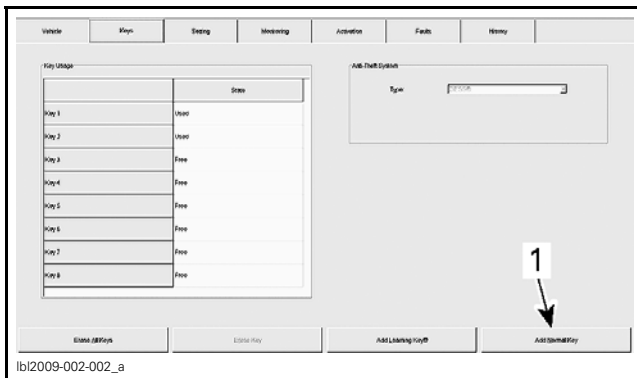 Vehicle Keys Setting Monitoring Activation Faults History
Key Usage
Anti-Theft System
State
Type
Key 1 Used
Key 2 Used
Key 3 Free
Key 4 Free
Key 5 Free
Key 6 Free
Key 7 Free
Key 8 Free
1
Erase All Keys Erase Key Add Learning Key® Add Normal Key
lbl2009-002-002_a